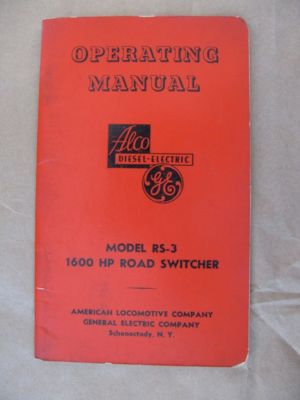 OPERATING
MANUAL
Alco
DIESEL-ELECTRIC
GE
MODEL RS-3
1600 HP ROAD SWITCHER
AMERICAN LOCOMOTIVE COMPANY
GENERAL ELECTRIC COMPANY
Schenectady, N. Y.